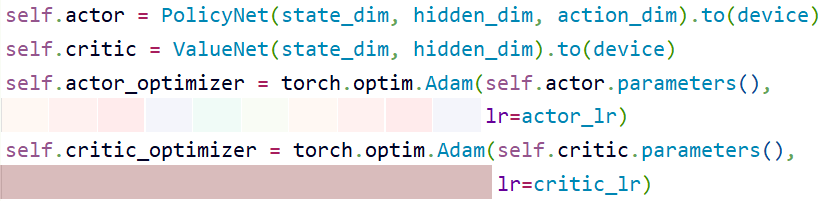 self.actor = PolicyNet(state_dim, hidden_dim, action_dim).to(device)
self.critic = ValueNet(state_dim, hidden_dim).to(device)
self.actor_optimizer = torch.optim.Adam(self.actor.parameters(),
lr=actor_lr)
self.critic_optimizer = torch.optim.Adam(self.critic.parameters(),
lr=critic_lr)